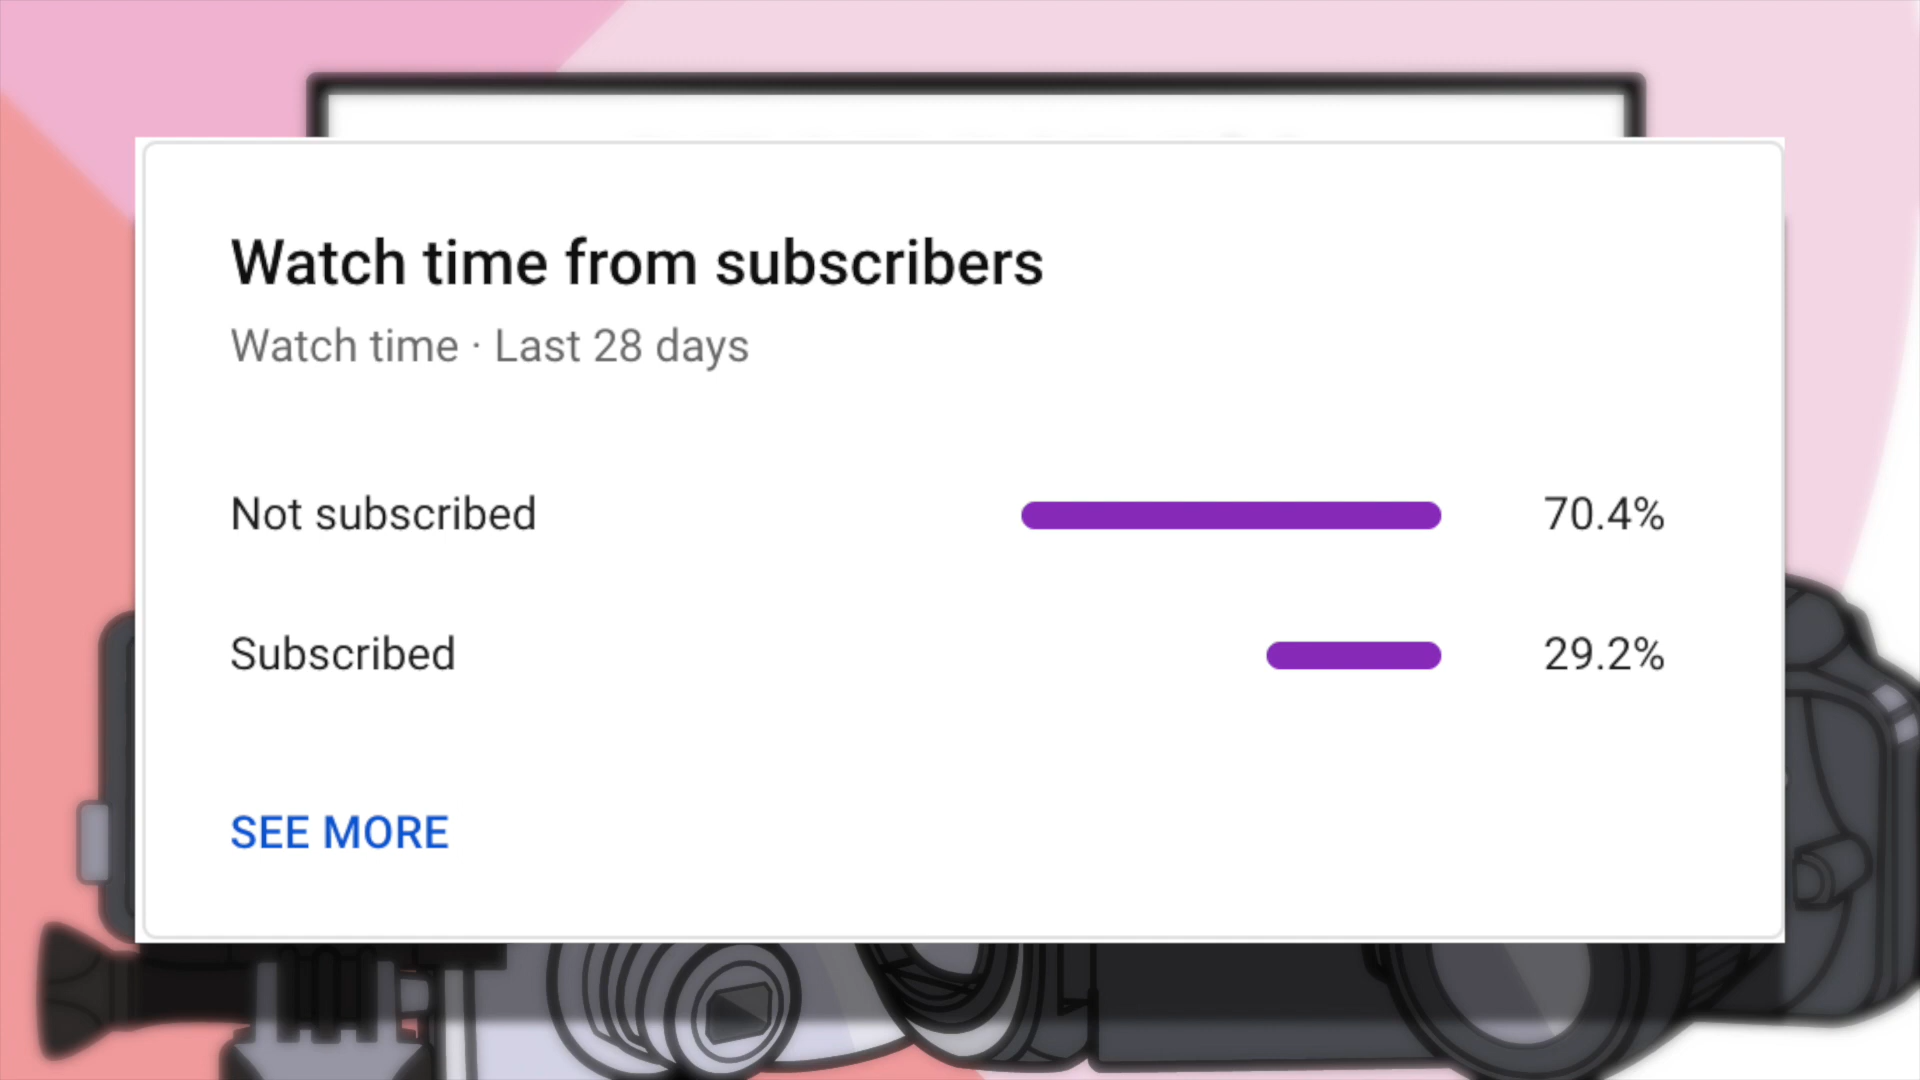 Watch time from subscribers
Watch time · Last 28 days
Not subscribed 70.4%
Subscribed 29.2%
SEE MORE